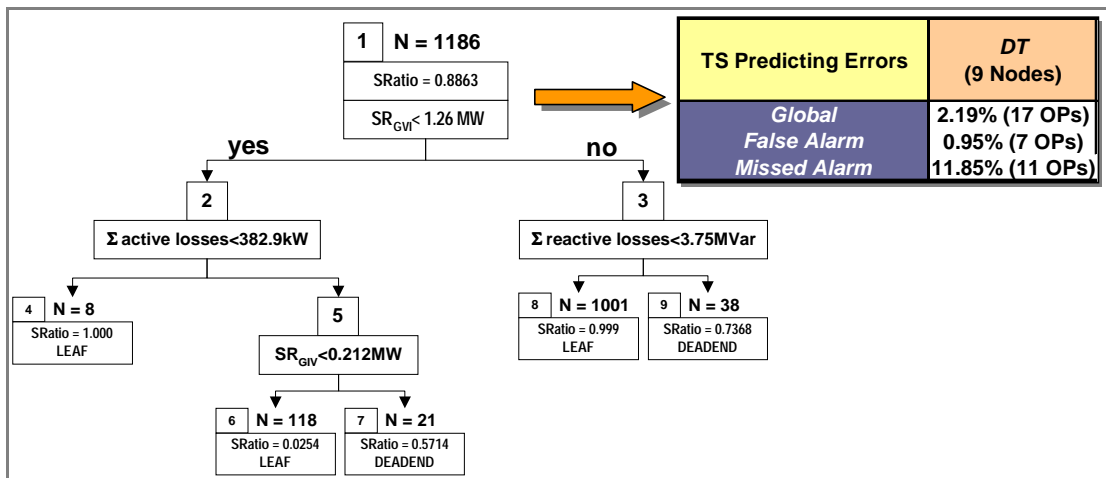 1 N = 1186
SRatio = 0.8863
SR_GVI < 1.26 MW
TS Predicting Errors
DT
(9 Nodes)
Global 2.19% (17 OPs)
False Alarm 0.95% (7 OPs)
Missed Alarm 11.85% (11 OPs)
yes no
2
3
Σ active losses<382.9kW
Σ reactive losses<3.75MVar
4 N = 8
SRatio = 1.000
LEAF
5
SR_GIV<0.212MW
8 N = 1001
SRatio = 0.999
LEAF
9 N = 38
SRatio = 0.7368
DEADEND
6 N = 118
SRatio = 0.0254
LEAF
7 N = 21
SRatio = 0.5714
DEADEND